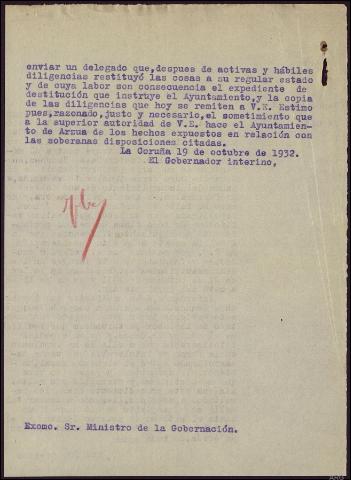 enviar un delegado que,despues de activas y hábiles
diligencias restituyó las cosas a su regular estado
y de cuya labor son consecuencia el expediente de
destitución que instruye el Ayuntamiento,y la copia
de las diligencias que hoy se remiten a V.E. Estimo
pues,razonado,justo y necesario,el sometimiento que
a la superior autoridad de V.E. hace el Ayuntamien-
to de Arzua de los hechos expuestos en relación con
las soberanas disposiciones citadas.
La Coruña 19 de octubre de 1932.
El Gobernador interino,
Exomo. Sr. Ministro de la Gobernación.